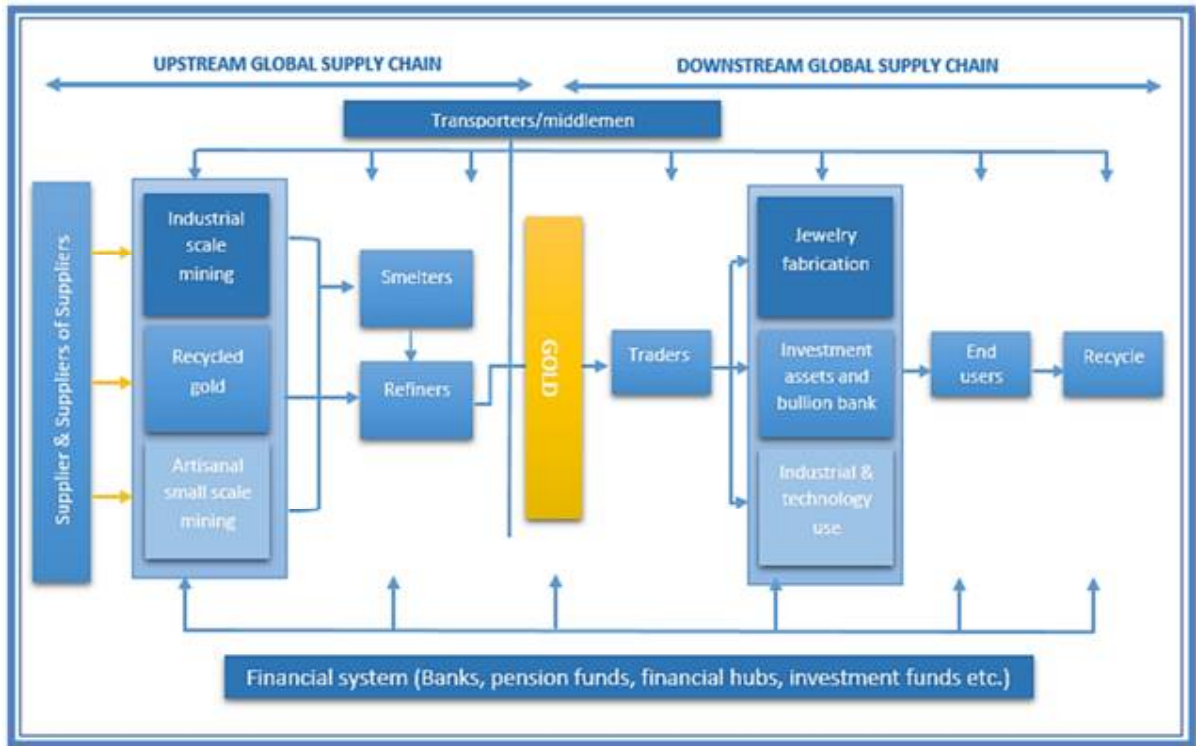 UPSTREAM GLOBAL SUPPLY CHAIN
DOWNSTREAM GLOBAL SUPPLY CHAIN
Transporters/middlemen
Supplier & Suppliers of Suppliers
Industrial
scale
mining
Recycled
gold
Artisanal
small scale
mining
Smelters
Refiners
GOLD
Traders
Jewelry
fabrication
Investment
assets and
bullion bank
Industrial &
technology
use
End
users
Recycle
Financial system (Banks, pension funds, financial hubs, investment funds etc.)